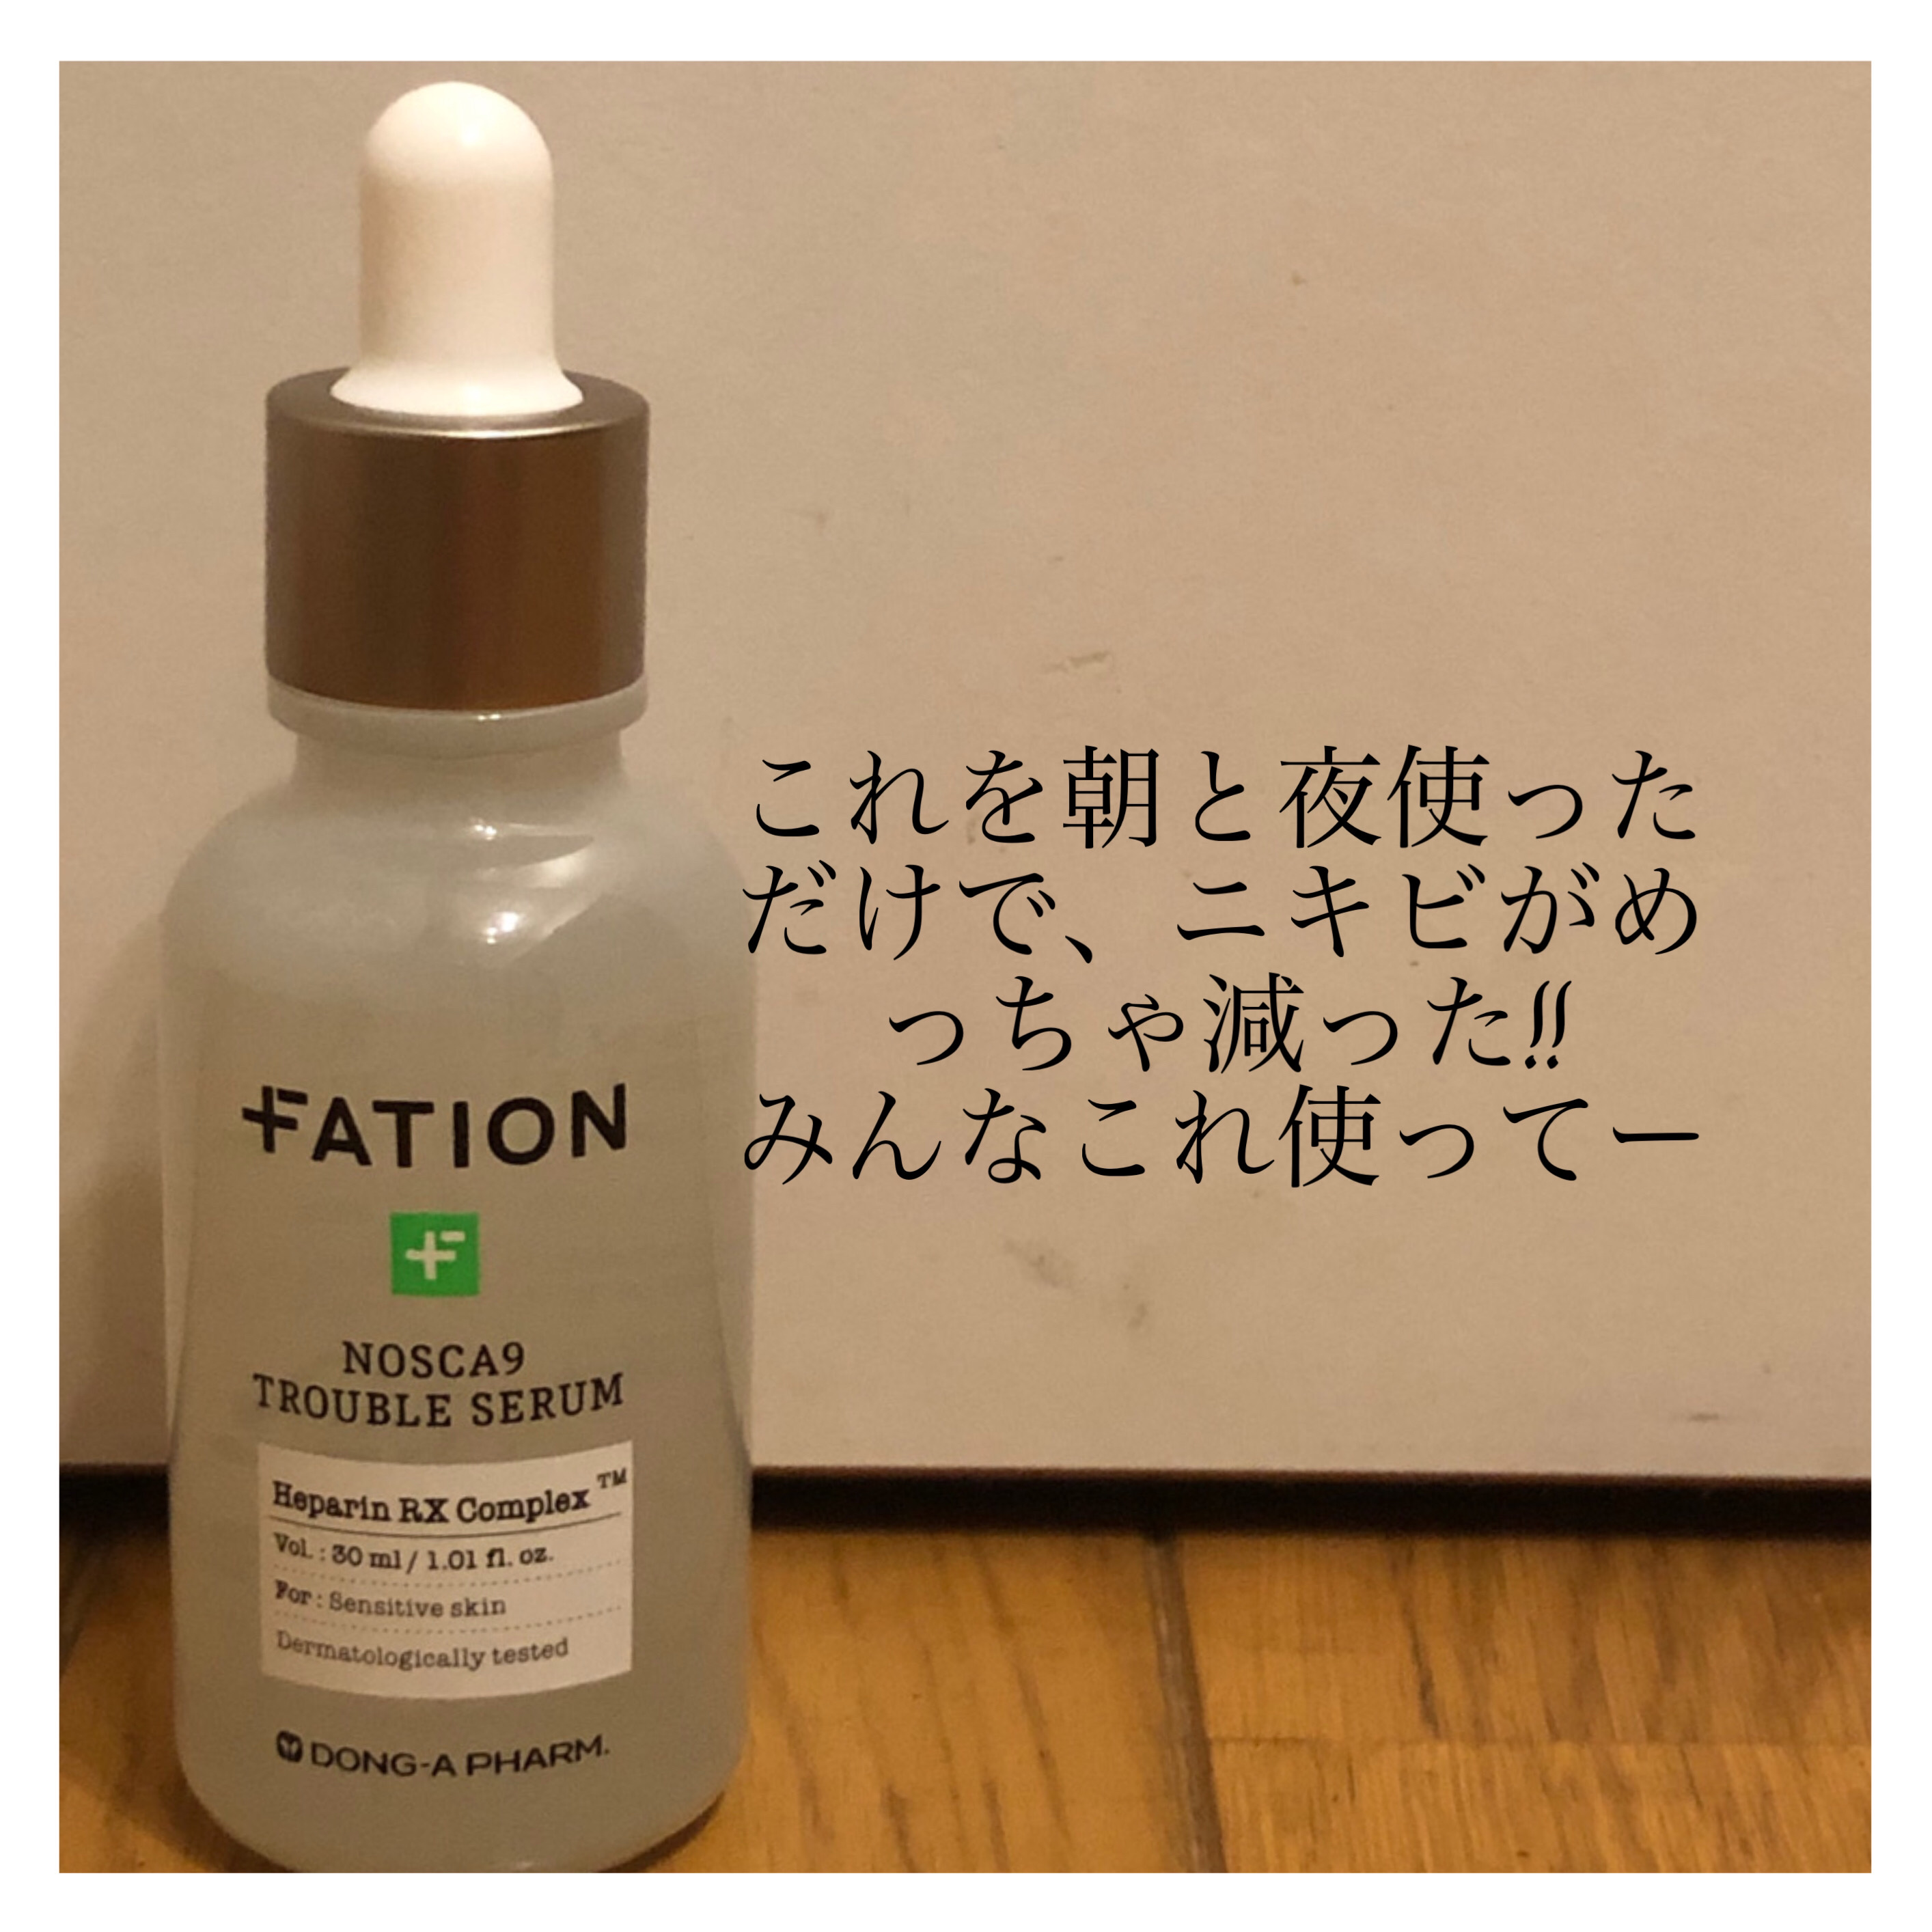 これを朝と夜使った
だけで、ニキビがめ
っちゃ減った!!
みんなこれ使ってー
FATION
NOSCA9
TROUBLE SERUM
Heparin RX Complex™
Vol. : 30 ml / 1.01 fl. oz.
For : Sensitive skin
Dermatologically tested
DONG-A PHARM.